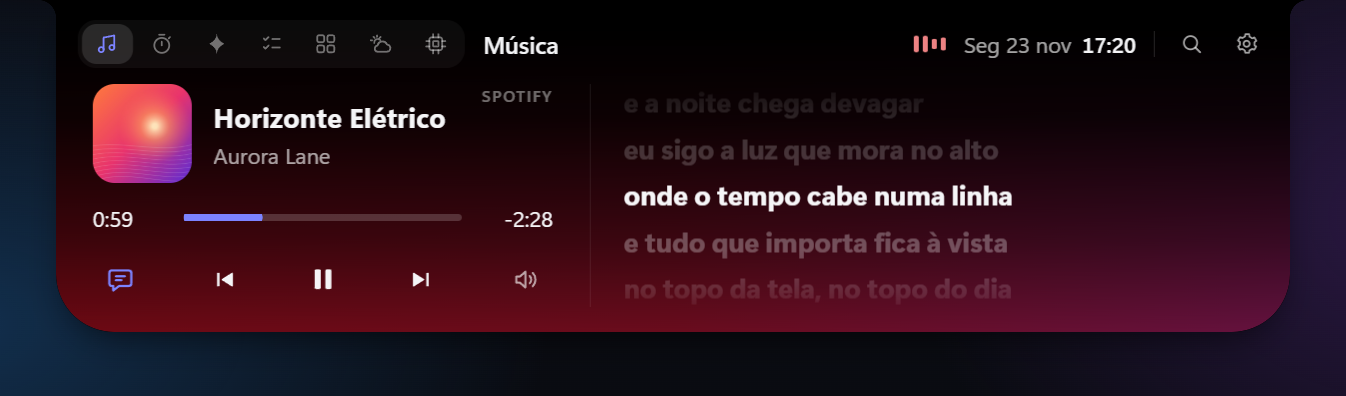 Música
Seg 23 nov 17:20
SPOTIFY
Horizonte Elétrico
Aurora Lane
0:59
-2:28
e a noite chega devagar
eu sigo a luz que mora no alto
onde o tempo cabe numa linha
e tudo que importa fica à vista
no topo da tela, no topo do dia